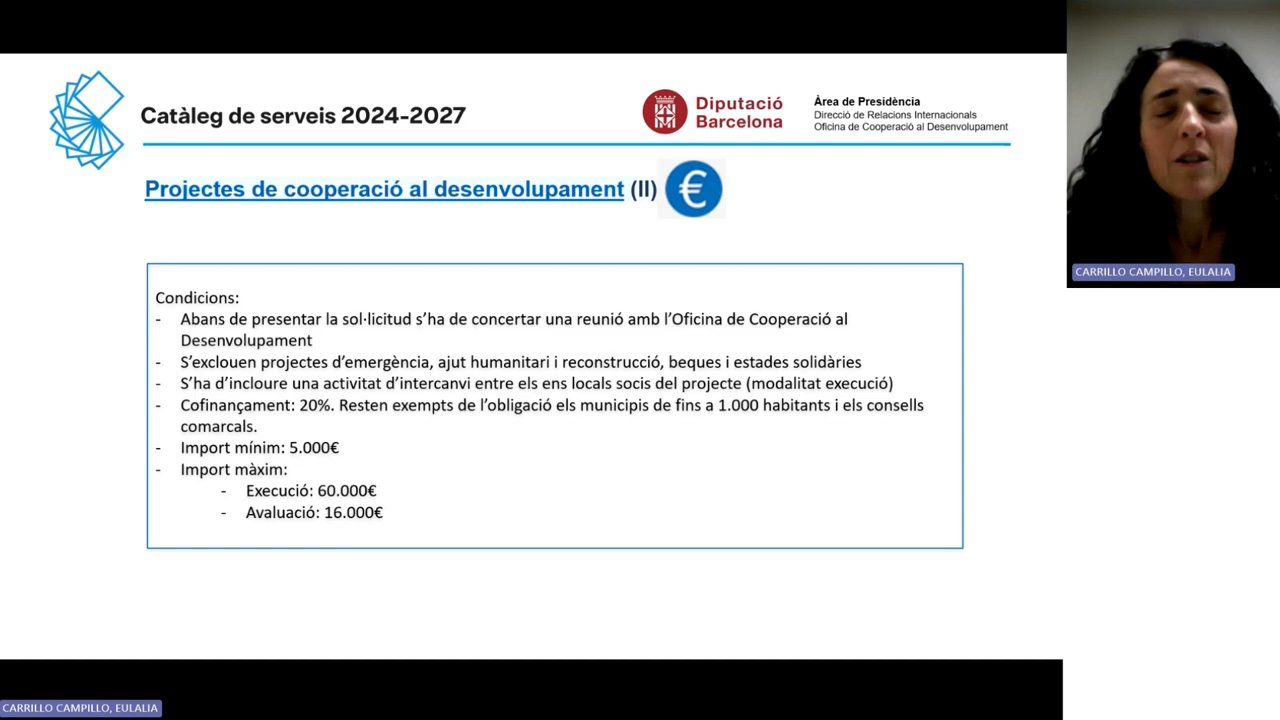 Catàleg de serveis 2024-2027
Diputació
Barcelona
Àrea de Presidència
Direcció de Relacions Internacionals
Oficina de Cooperació al Desenvolupament
Projectes de cooperació al desenvolupament (II) €
Condicions:
- Abans de presentar la sol·licitud s'ha de concertar una reunió amb l'Oficina de Cooperació al
Desenvolupament
- S'exclouen projectes d'emergència, ajut humanitari i reconstrucció, beques i estades solidàries
- S'ha d'incloure una activitat d'intercanvi entre els ens locals socis del projecte (modalitat execució)
- Cofinançament: 20%. Resten exempts de l'obligació els municipis de fins a 1.000 habitants i els consells
comarcals.
- Import mínim: 5.000€
- Import màxim:
- Execució: 60.000€
- Avaluació: 16.000€
CARRILLO CAMPILLO, EULALIA
CARRILLO CAMPILLO, EULALIA